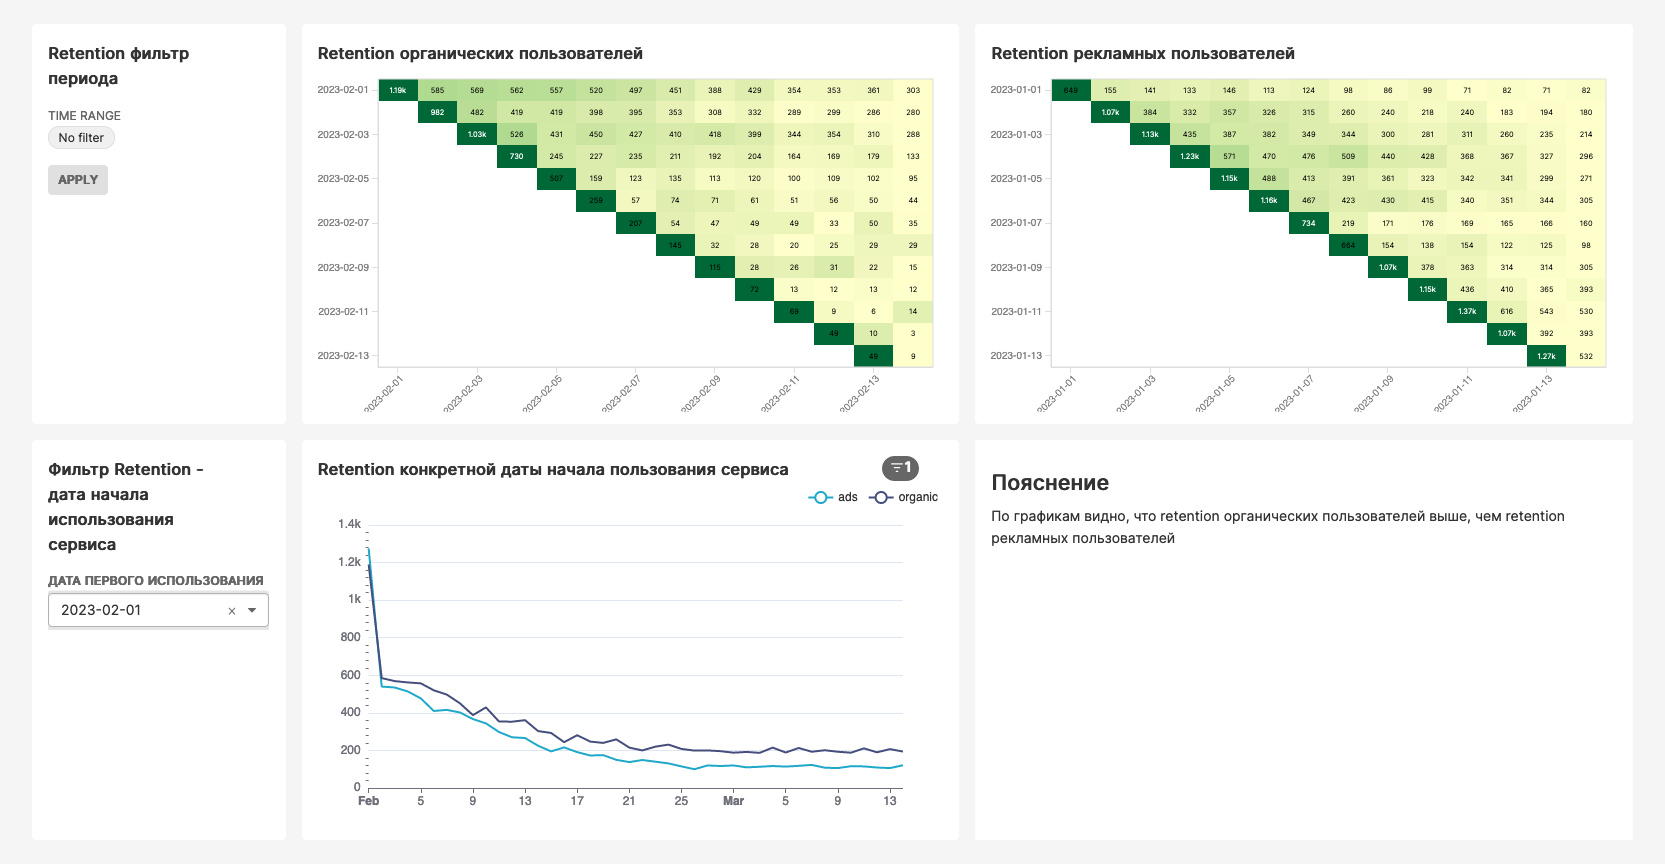 Retention фильтр
периода
TIME RANGE
No filter
APPLY
Retention органических пользователей
2023-02-01 1.19k 585 569 562 557 520 497 451 388 429 354 353 361 303
982 482 419 419 398 395 353 308 332 289 299 286 280
2023-02-03 1.03k 526 431 450 427 410 418 399 344 354 310 288
730 245 227 235 211 192 204 164 169 179 133
2023-02-05 507 159 123 135 113 120 100 109 102 95
259 57 74 71 61 51 56 50 44
2023-02-07 207 54 47 49 49 33 50 35
145 32 28 20 25 29 29
2023-02-09 115 28 26 31 22 15
72 13 12 13 12
2023-02-11 69 9 6 14
49 10 3
2023-02-13 49 9
2023-02-01 2023-02-03 2023-02-05 2023-02-07 2023-02-09 2023-02-11 2023-02-13
Retention рекламных пользователей
2023-01-01 649 155 141 133 146 113 124 98 86 99 71 82 71 82
1.07k 384 332 357 326 315 260 240 218 240 183 194 180
2023-01-03 1.13k 435 387 382 349 344 300 281 311 260 235 214
1.23k 571 470 476 509 440 428 368 367 327 296
2023-01-05 1.15k 488 413 391 361 323 342 341 299 271
1.16k 467 423 430 415 340 351 344 305
2023-01-07 734 219 171 176 169 165 166 160
664 154 138 154 122 125 98
2023-01-09 1.07k 378 363 314 314 305
1.15k 436 410 365 393
2023-01-11 1.37k 616 543 530
1.07k 392 393
2023-01-13 1.27k 532
2023-01-01 2023-01-03 2023-01-05 2023-01-07 2023-01-09 2023-01-11 2023-01-13
Фильтр Retention -
дата начала
использования
сервиса
ДАТА ПЕРВОГО ИСПОЛЬЗОВАНИЯ
2023-02-01
Retention конкретной даты начала пользования сервиса
1
ads organic
1.4k
1.2k
1k
800
600
400
200
0
Feb 5 9 13 17 21 25 Mar 5 9 13
Пояснение
По графикам видно, что retention органических пользователей выше, чем retention
рекламных пользователей